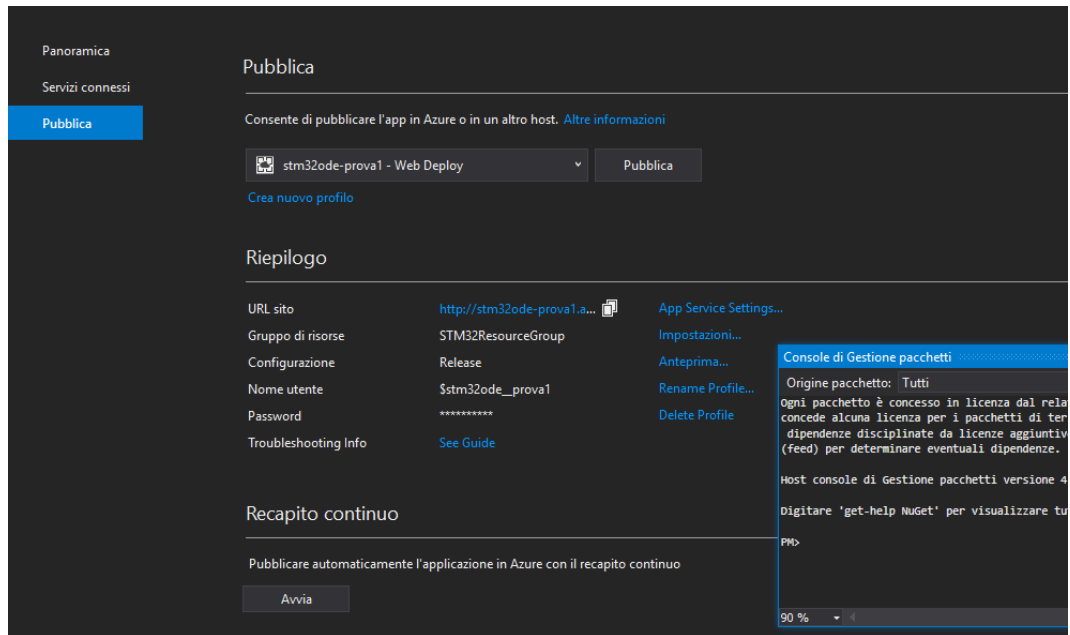 Panoramica
Servizi connessi
Pubblica
Pubblica
Consente di pubblicare l'app in Azure o in un altro host. Altre informazioni
stm32ode-prova1 - Web Deploy
Pubblica
Crea nuovo profilo
Riepilogo
URL sito http://stm32ode-prova1.a... App Service Settings...
Gruppo di risorse STM32ResourceGroup Impostazioni...
Configurazione Release Anteprima...
Nome utente $stm32ode__prova1 Rename Profile...
Password ********** Delete Profile
Troubleshooting Info See Guide
Recapito continuo
Pubblicare automaticamente l'applicazione in Azure con il recapito continuo
Avvia
Console di Gestione pacchetti
Origine pacchetto: Tutti
Ogni pacchetto è concesso in licenza dal rela
concede alcuna licenza per i pacchetti di ter
dipendenze disciplinate da licenze aggiuntiv
(feed) per determinare eventuali dipendenze.
Host console di Gestione pacchetti versione 4
Digitare 'get-help NuGet' per visualizzare tu
PM>
90 %